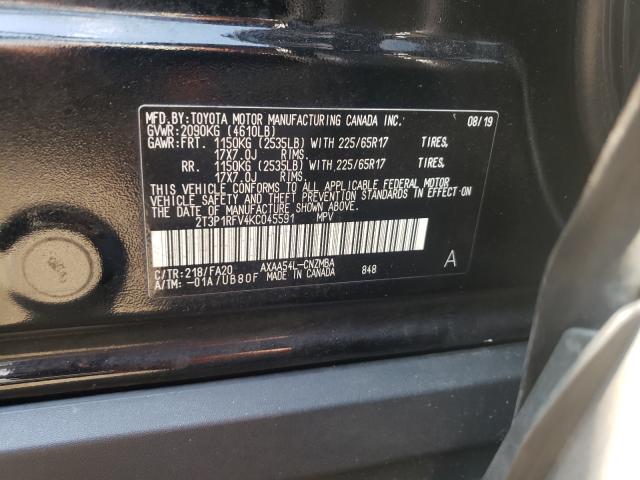 MFD.BY:TOYOTA MOTOR MANUFACTURING CANADA INC. 08/19
GVWR:2090KG (4610LB)
GAWR:FRT. 1150KG (2535LB) WITH 225/65R17 TIRES,
17X7.0J RIMS.
RR. 1150KG (2535LB) WITH 225/65R17 TIRES,
17X7.0J RIMS.
THIS VEHICLE CONFORMS TO ALL APPLICABLE FEDERAL MOTOR
VEHICLE SAFETY AND THEFT PREVENTION STANDARDS IN EFFECT ON
THE DATE OF MANUFACTURE SHOWN ABOVE.
2T3P1RFV4KC045591 MPV
C/TR:218/FA20 AXAA54L-CNZMBA 848 A
A/TM:-01A/UB80F MADE IN CANADA